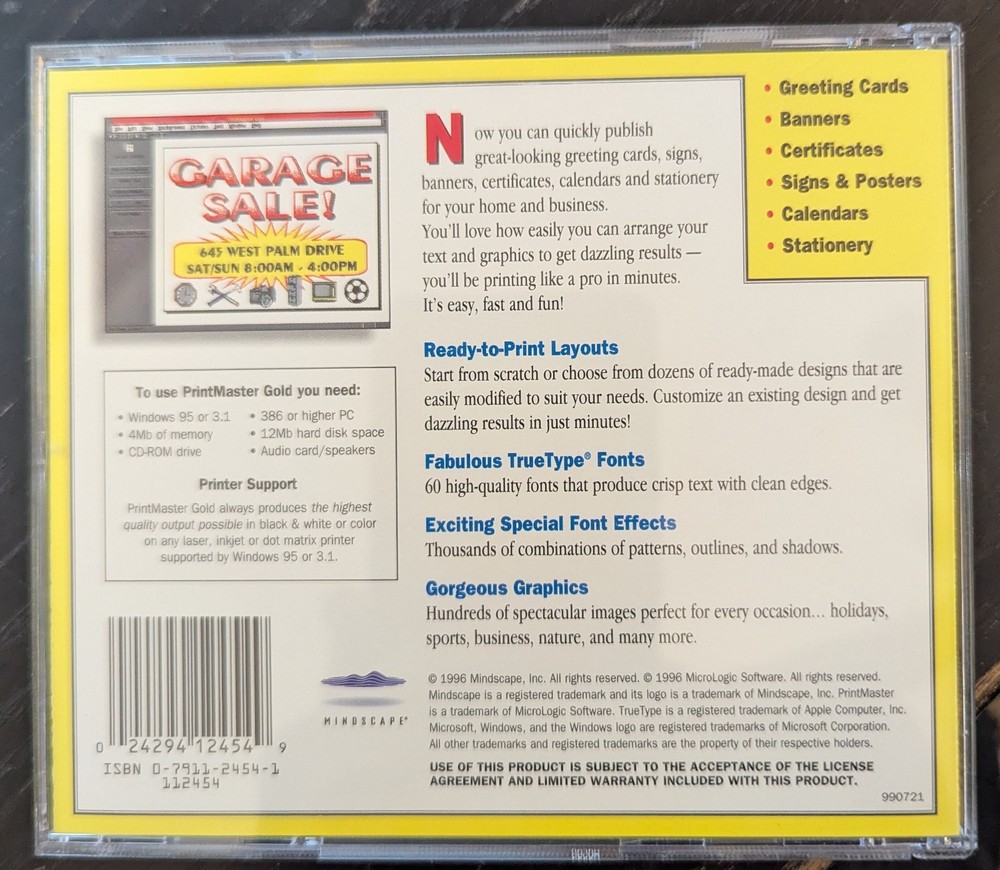 GARAGE
SALE!
645 WEST PALM DRIVE
SAT/SUN 8:00AM - 4:00PM
To use PrintMaster Gold you need:
• Windows 95 or 3.1
• 4Mb of memory
• CD-ROM drive
• 386 or higher PC
• 12Mb hard disk space
• Audio card/speakers
Printer Support
PrintMaster Gold always produces the highest
quality output possible in black & white or color
on any laser, inkjet or dot matrix printer
supported by Windows 95 or 3.1.
0 24294 12454 9
ISBN 0-7911-2454-1
112454
MINDSCAPE®
Now you can quickly publish
great-looking greeting cards, signs,
banners, certificates, calendars and stationery
for your home and business.
You'll love how easily you can arrange your
text and graphics to get dazzling results —
you'll be printing like a pro in minutes.
It's easy, fast and fun!
• Greeting Cards
• Banners
• Certificates
• Signs & Posters
• Calendars
• Stationery
Ready-to-Print Layouts
Start from scratch or choose from dozens of ready-made designs that are
easily modified to suit your needs. Customize an existing design and get
dazzling results in just minutes!
Fabulous TrueType® Fonts
60 high-quality fonts that produce crisp text with clean edges.
Exciting Special Font Effects
Thousands of combinations of patterns, outlines, and shadows.
Gorgeous Graphics
Hundreds of spectacular images perfect for every occasion... holidays,
sports, business, nature, and many more.
© 1996 Mindscape, Inc. All rights reserved. © 1996 MicroLogic Software. All rights reserved.
Mindscape is a registered trademark and its logo is a trademark of Mindscape, Inc. PrintMaster
is a trademark of MicroLogic Software. TrueType is a registered trademark of Apple Computer, Inc.
Microsoft, Windows, and the Windows logo are registered trademarks of Microsoft Corporation.
All other trademarks and registered trademarks are the property of their respective holders.
USE OF THIS PRODUCT IS SUBJECT TO THE ACCEPTANCE OF THE LICENSE
AGREEMENT AND LIMITED WARRANTY INCLUDED WITH THIS PRODUCT.
990721